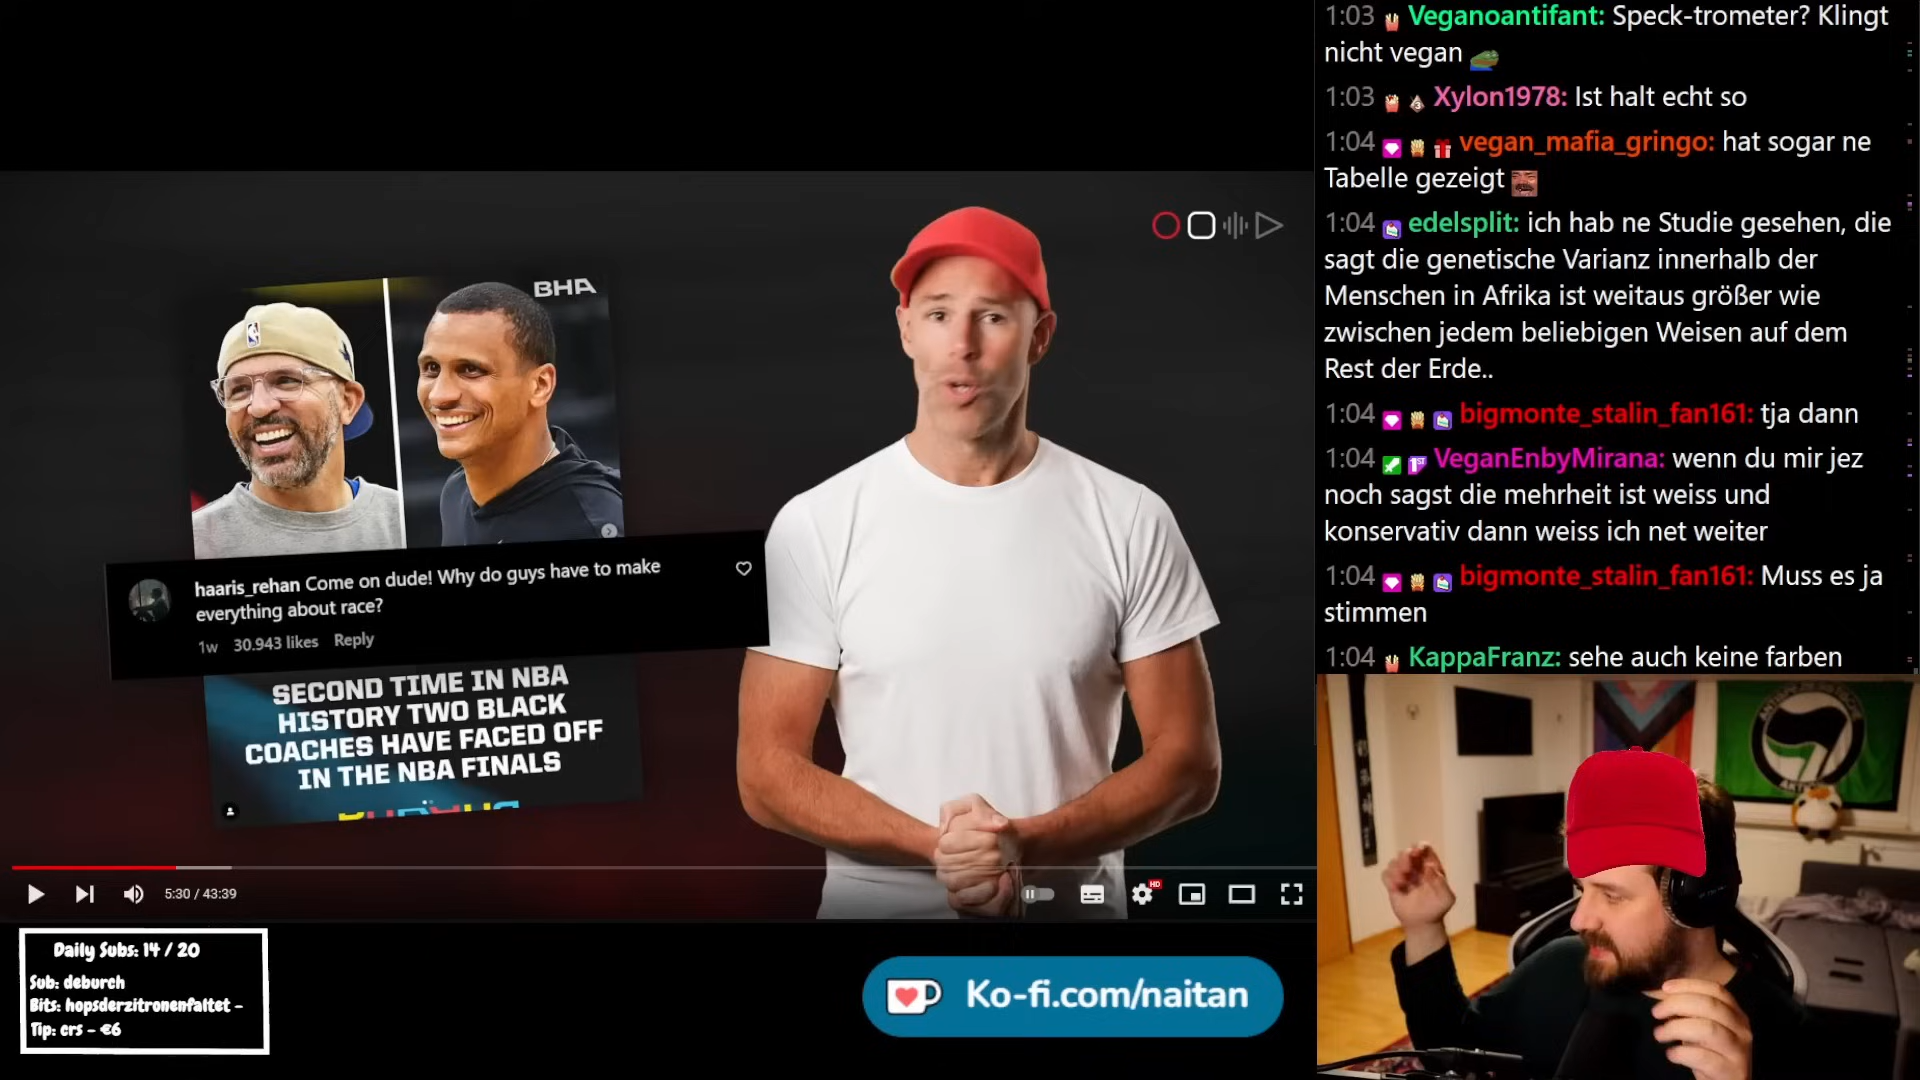 BHA
haaris_rehan Come on dude! Why do guys have to make
everything about race?
1w 30.943 likes Reply
SECOND TIME IN NBA
HISTORY TWO BLACK
COACHES HAVE FACED OFF
IN THE NBA FINALS
5:30 / 43:39
HD
Daily Subs: 14 / 20
Sub: deburch
Bits: hopsderzitronenfaltet -
Tip: crs - €6
Ko-fi.com/naitan
1:03 Veganoantifant: Speck-trometer? Klingt
nicht vegan
1:03 Xylon1978: Ist halt echt so
1:04 vegan_mafia_gringo: hat sogar ne
Tabelle gezeigt
1:04 edelsplit: ich hab ne Studie gesehen, die
sagt die genetische Varianz innerhalb der
Menschen in Afrika ist weitaus größer wie
zwischen jedem beliebigen Weisen auf dem
Rest der Erde..
1:04 bigmonte_stalin_fan161: tja dann
1:04 VeganEnbyMirana: wenn du mir jez
noch sagst die mehrheit ist weiss und
konservativ dann weiss ich net weiter
1:04 bigmonte_stalin_fan161: Muss es ja
stimmen
1:04 KappaFranz: sehe auch keine farben